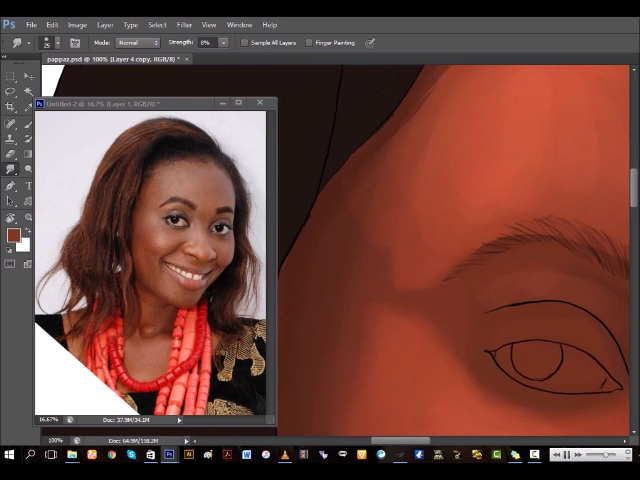 Ps File Edit Image Layer Type Select Filter View Window Help
25 Mode: Normal Strength: 8% Sample All Layers Finger Painting
pappaz.psd @ 100% (Layer 4 copy, RGB/8) * ×
Ps Untitled-2 @ 16.7% (Layer 1, RGB/8) *
16.67% Doc: 37.9M/34.1M
100% Doc: 64.9M/158.2M